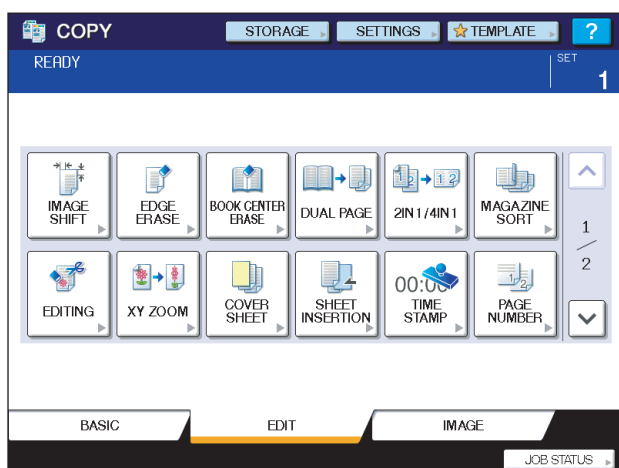 COPY
STORAGE
SETTINGS
TEMPLATE
?
READY
SET
1
IMAGE
SHIFT
EDGE
ERASE
BOOK CENTER
ERASE
DUAL PAGE
2IN1/4IN1
MAGAZINE
SORT
1
2
EDITING
XY ZOOM
COVER
SHEET
SHEET
INSERTION
00:00
TIME
STAMP
PAGE
NUMBER
BASIC
EDIT
IMAGE
JOB STATUS